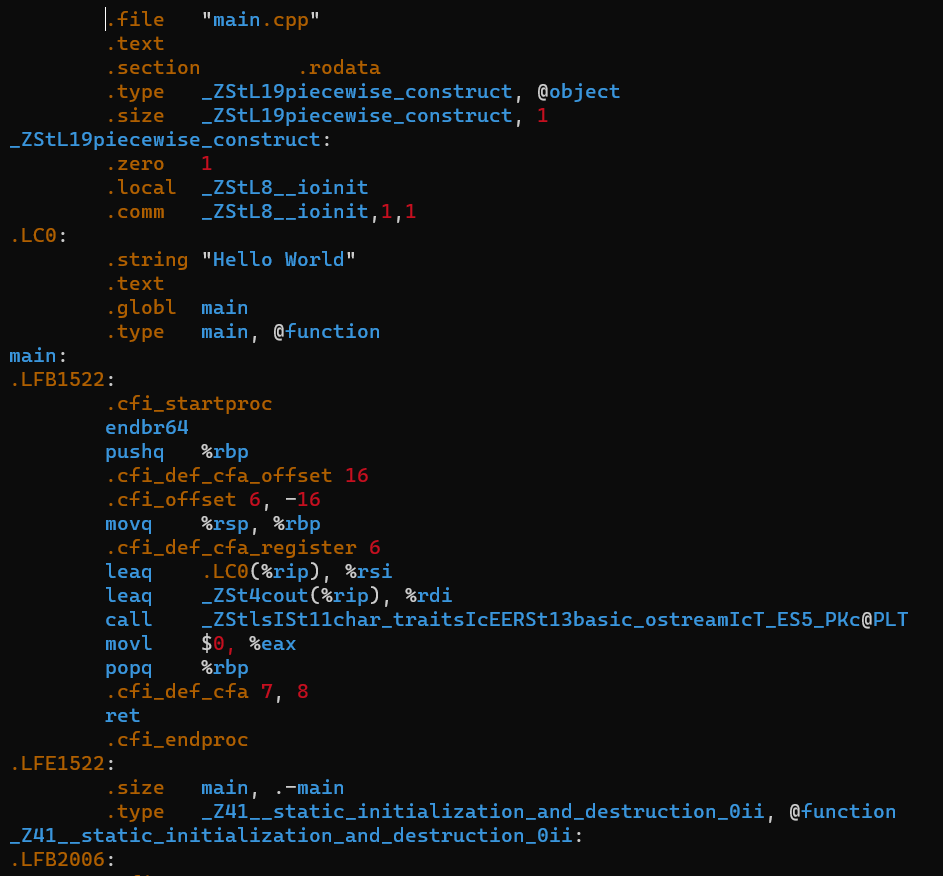 .file "main.cpp"
.text
.section .rodata
.type _ZStL19piecewise_construct, @object
.size _ZStL19piecewise_construct, 1
_ZStL19piecewise_construct:
.zero 1
.local _ZStL8__ioinit
.comm _ZStL8__ioinit,1,1
.LC0:
.string "Hello World"
.text
.globl main
.type main, @function
main:
.LFB1522:
.cfi_startproc
endbr64
pushq %rbp
.cfi_def_cfa_offset 16
.cfi_offset 6, -16
movq %rsp, %rbp
.cfi_def_cfa_register 6
leaq .LC0(%rip), %rsi
leaq _ZSt4cout(%rip), %rdi
call _ZStlsISt11char_traitsIcEERSt13basic_ostreamIcT_ES5_PKc@PLT
movl $0, %eax
popq %rbp
.cfi_def_cfa 7, 8
ret
.cfi_endproc
.LFE1522:
.size main, .-main
.type _Z41__static_initialization_and_destruction_0ii, @function
_Z41__static_initialization_and_destruction_0ii:
.LFB2006: